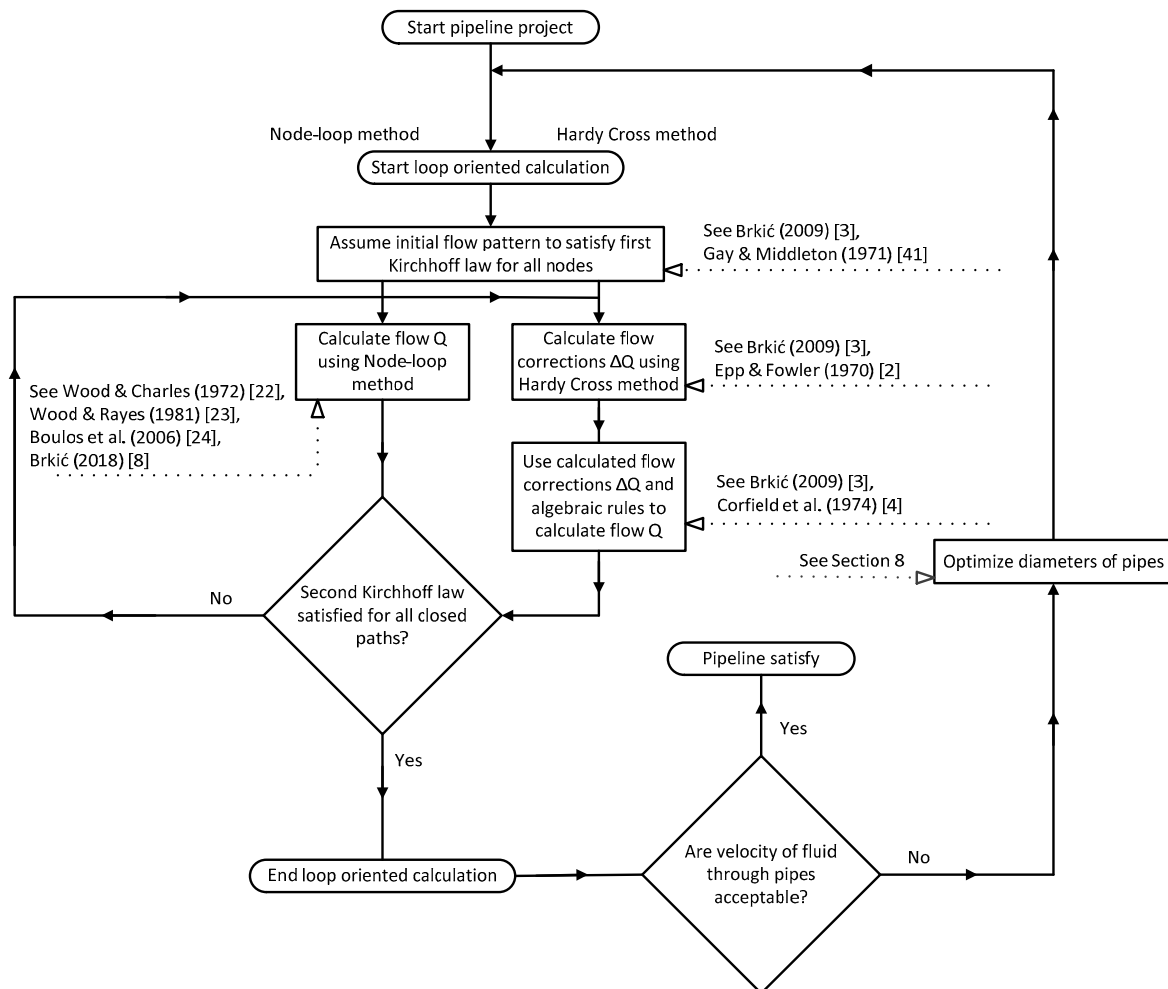 Start pipeline project
Node-loop method
Hardy Cross method
Start loop oriented calculation
Assume initial flow pattern to satisfy first
Kirchhoff law for all nodes
See Brkić (2009) [3],
Gay & Middleton (1971) [41]
Calculate flow Q
using Node-loop
method
Calculate flow
corrections ΔQ using
Hardy Cross method
See Brkić (2009) [3],
Epp & Fowler (1970) [2]
See Wood & Charles (1972) [22],
Wood & Rayes (1981) [23],
Boulos et al. (2006) [24],
Brkić (2018) [8]
Use calculated flow
corrections ΔQ and
algebraic rules to
calculate flow Q
See Brkić (2009) [3],
Corfield et al. (1974) [4]
See Section 8
Optimize diameters of pipes
No
Second Kirchhoff law
satisfied for all closed
paths?
Pipeline satisfy
Yes
Yes
Are velocity of fluid
through pipes
acceptable?
No
End loop oriented calculation